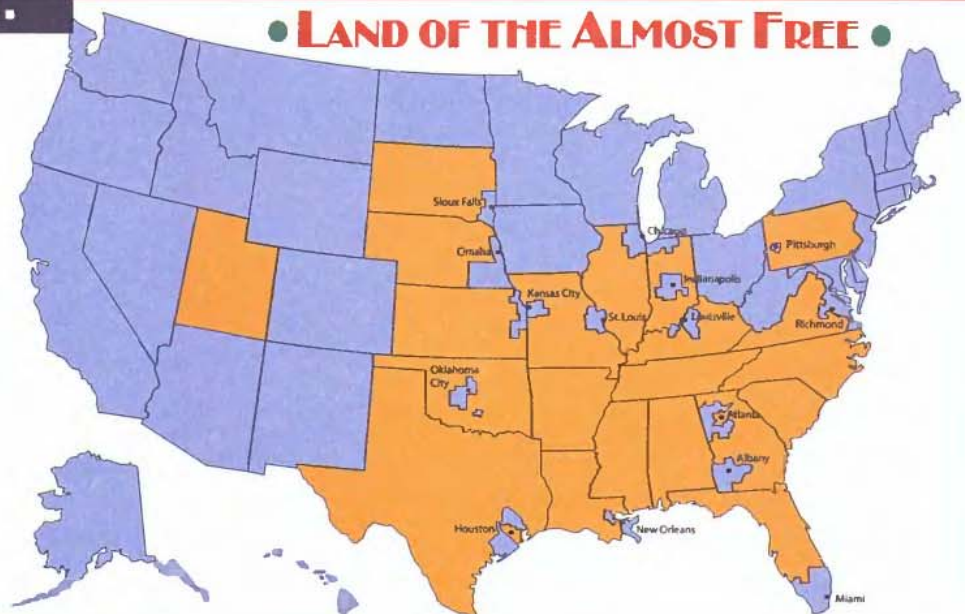 • LAND OF THE ALMOST FREE •
Sioux Falls
Chicago
Omaha
Pittsburgh
Indianapolis
Kansas City
St. Louis
Louisville
Richmond
Oklahoma
City
Atlanta
Albany
Houston
New Orleans
Miami